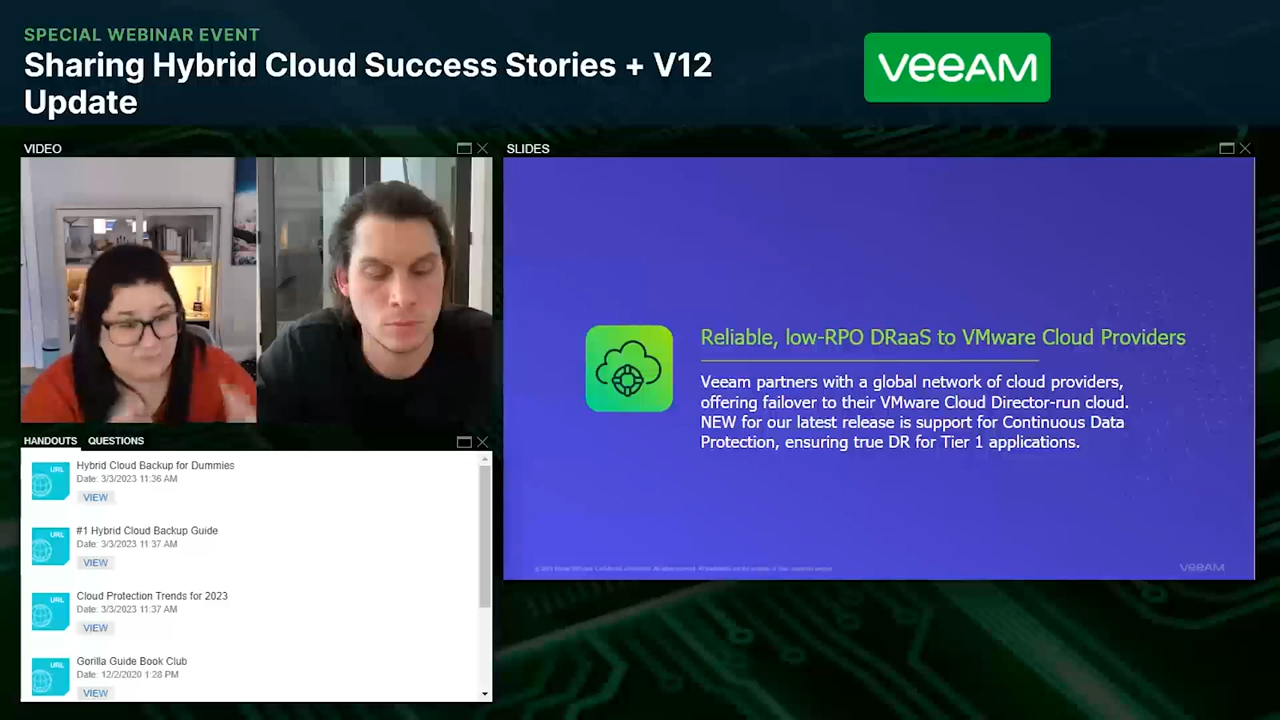 SPECIAL WEBINAR EVENT
Sharing Hybrid Cloud Success Stories + V12
Update
veeAM
VIDEO
SLIDES
Reliable, low-RPO DRaaS to VMware Cloud Providers
Veeam partners with a global network of cloud providers,
offering failover to their VMware Cloud Director-run cloud.
NEW for our latest release is support for Continuous Data
Protection, ensuring true DR for Tier 1 applications.
veeAM
HANDOUTS QUESTIONS
URL
Hybrid Cloud Backup for Dummies
Date: 3/3/2023 11:36 AM
VIEW
URL
#1 Hybrid Cloud Backup Guide
Date: 3/3/2023 11:37 AM
VIEW
URL
Cloud Protection Trends for 2023
Date: 3/3/2023 11:37 AM
VIEW
URL
Gorilla Guide Book Club
Date: 12/2/2020 1:28 PM
VIEW